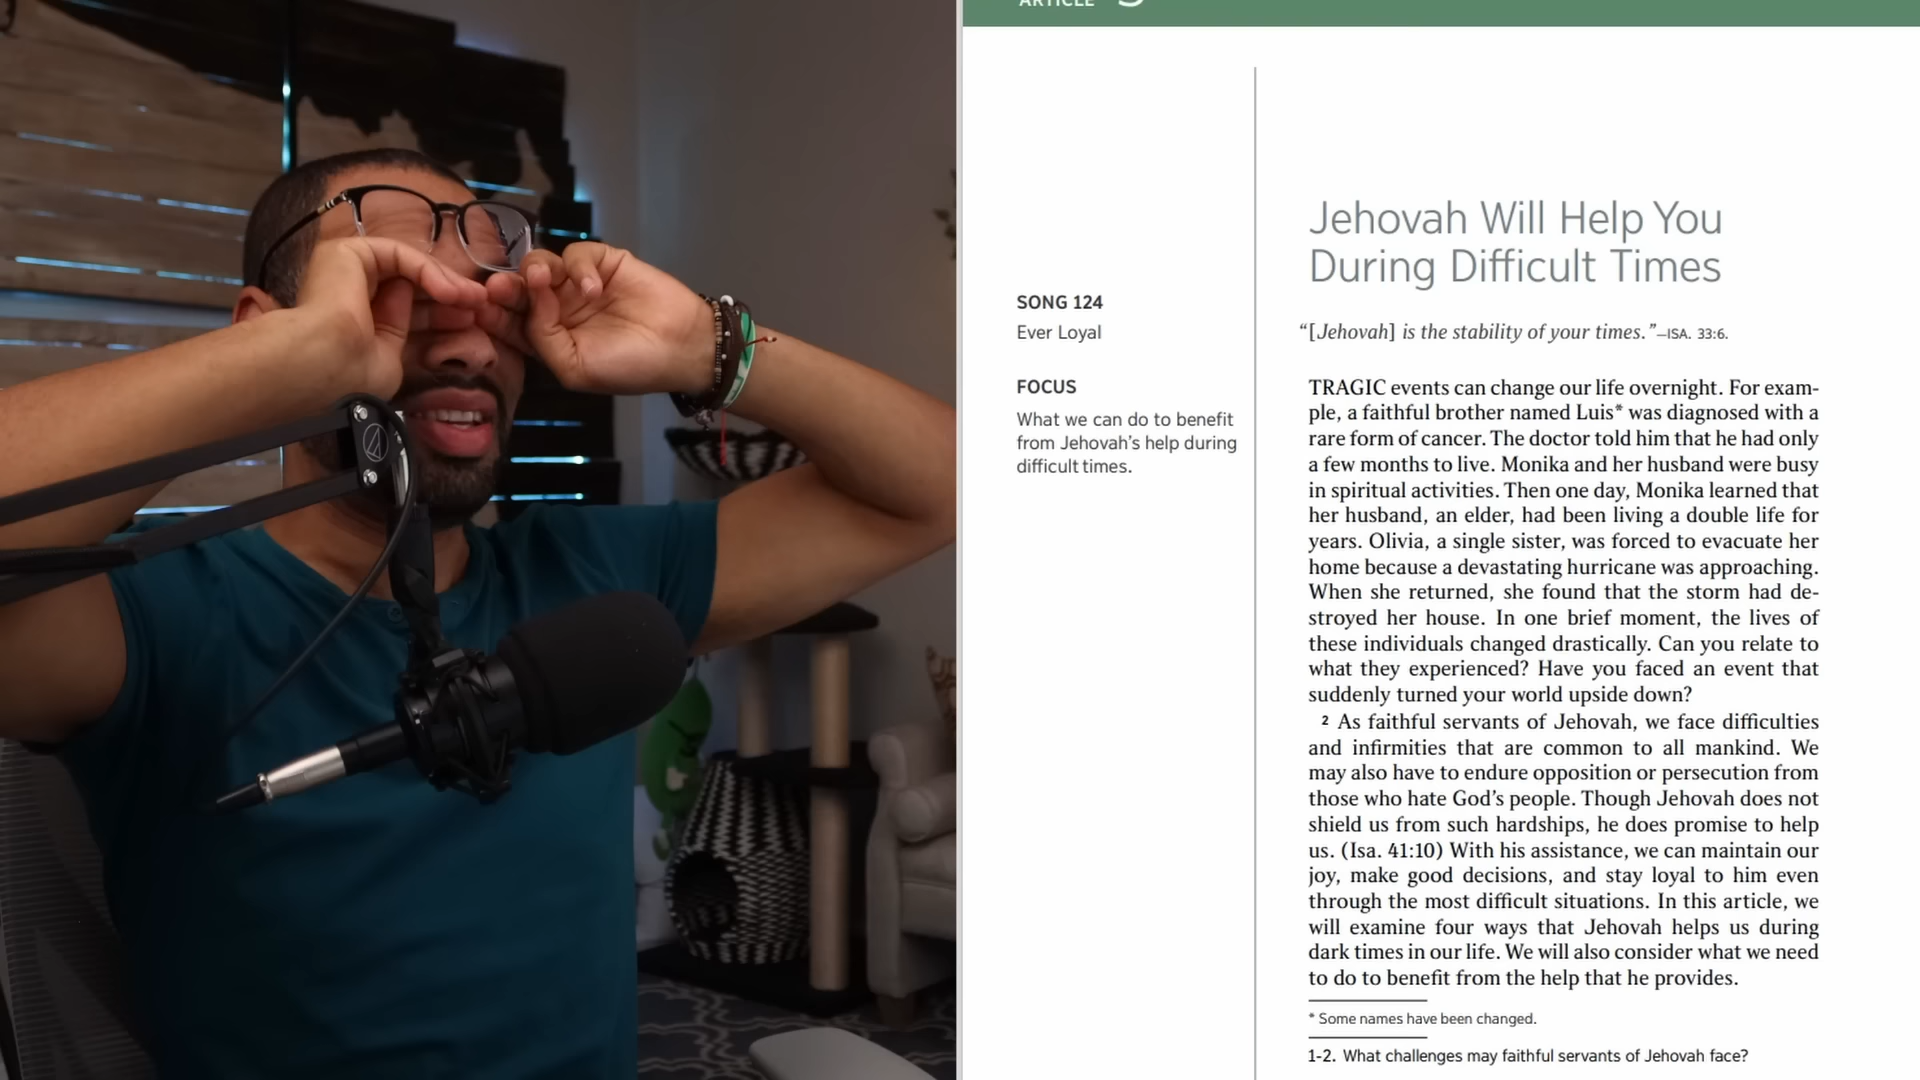 ARTICLE
Jehovah Will Help You
During Difficult Times
SONG 124
Ever Loyal
“[Jehovah] is the stability of your times.”—ISA. 33:6.
FOCUS
What we can do to benefit
from Jehovah’s help during
difficult times.
TRAGIC events can change our life overnight. For exam-
ple, a faithful brother named Luis* was diagnosed with a
rare form of cancer. The doctor told him that he had only
a few months to live. Monika and her husband were busy
in spiritual activities. Then one day, Monika learned that
her husband, an elder, had been living a double life for
years. Olivia, a single sister, was forced to evacuate her
home because a devastating hurricane was approaching.
When she returned, she found that the storm had de-
stroyed her house. In one brief moment, the lives of
these individuals changed drastically. Can you relate to
what they experienced? Have you faced an event that
suddenly turned your world upside down?
2 As faithful servants of Jehovah, we face difficulties
and infirmities that are common to all mankind. We
may also have to endure opposition or persecution from
those who hate God’s people. Though Jehovah does not
shield us from such hardships, he does promise to help
us. (Isa. 41:10) With his assistance, we can maintain our
joy, make good decisions, and stay loyal to him even
through the most difficult situations. In this article, we
will examine four ways that Jehovah helps us during
dark times in our life. We will also consider what we need
to do to benefit from the help that he provides.
* Some names have been changed.
1-2. What challenges may faithful servants of Jehovah face?